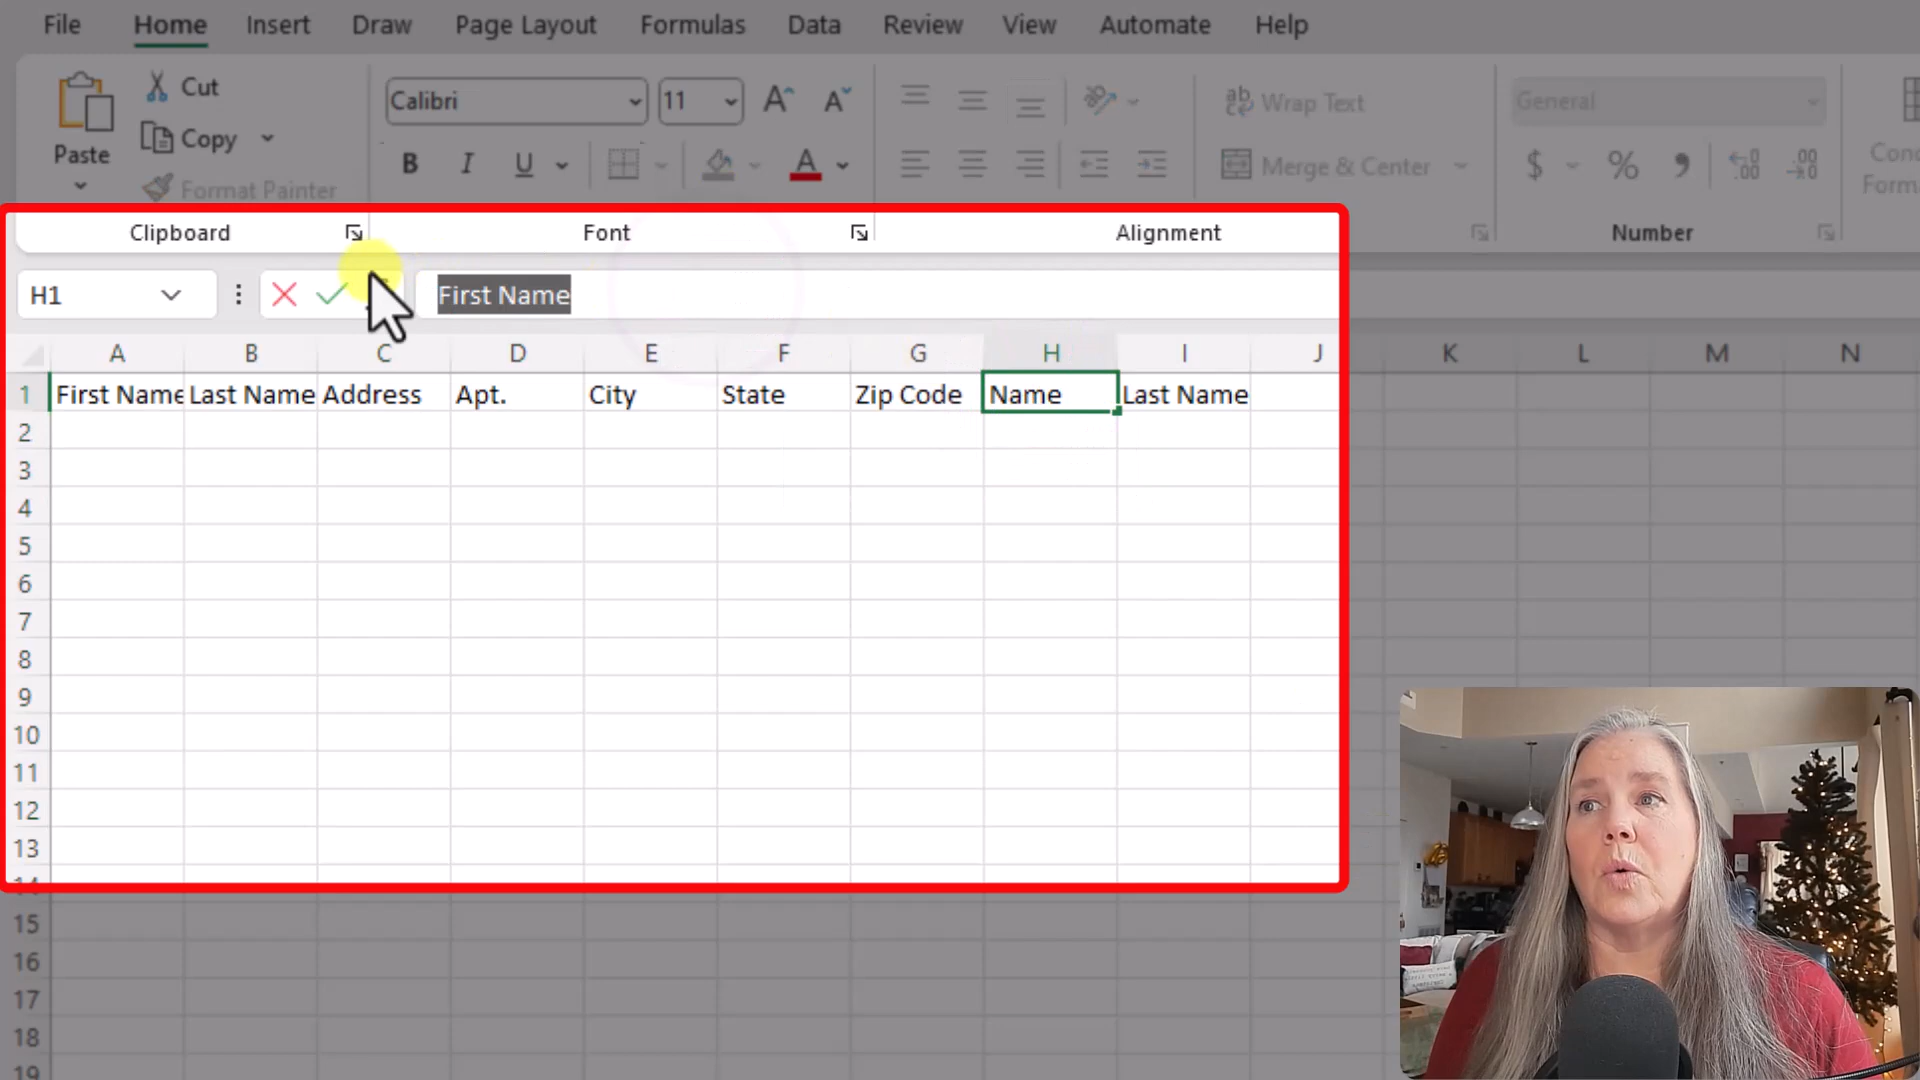 File Home Insert Draw Page Layout Formulas Data Review View Automate Help
Paste
Cut
Copy
Format Painter
Calibri 11
B I U
Wrap Text
Merge & Center
General
$ % 9
Clipboard Font Alignment Number
H1 First Name
A B C D E F G H I J K L M N
1 First Name Last Name Address Apt. City State Zip Code Name Last Name
2
3
4
5
6
7
8
9
10
11
12
13
14
15
16
17
18
19